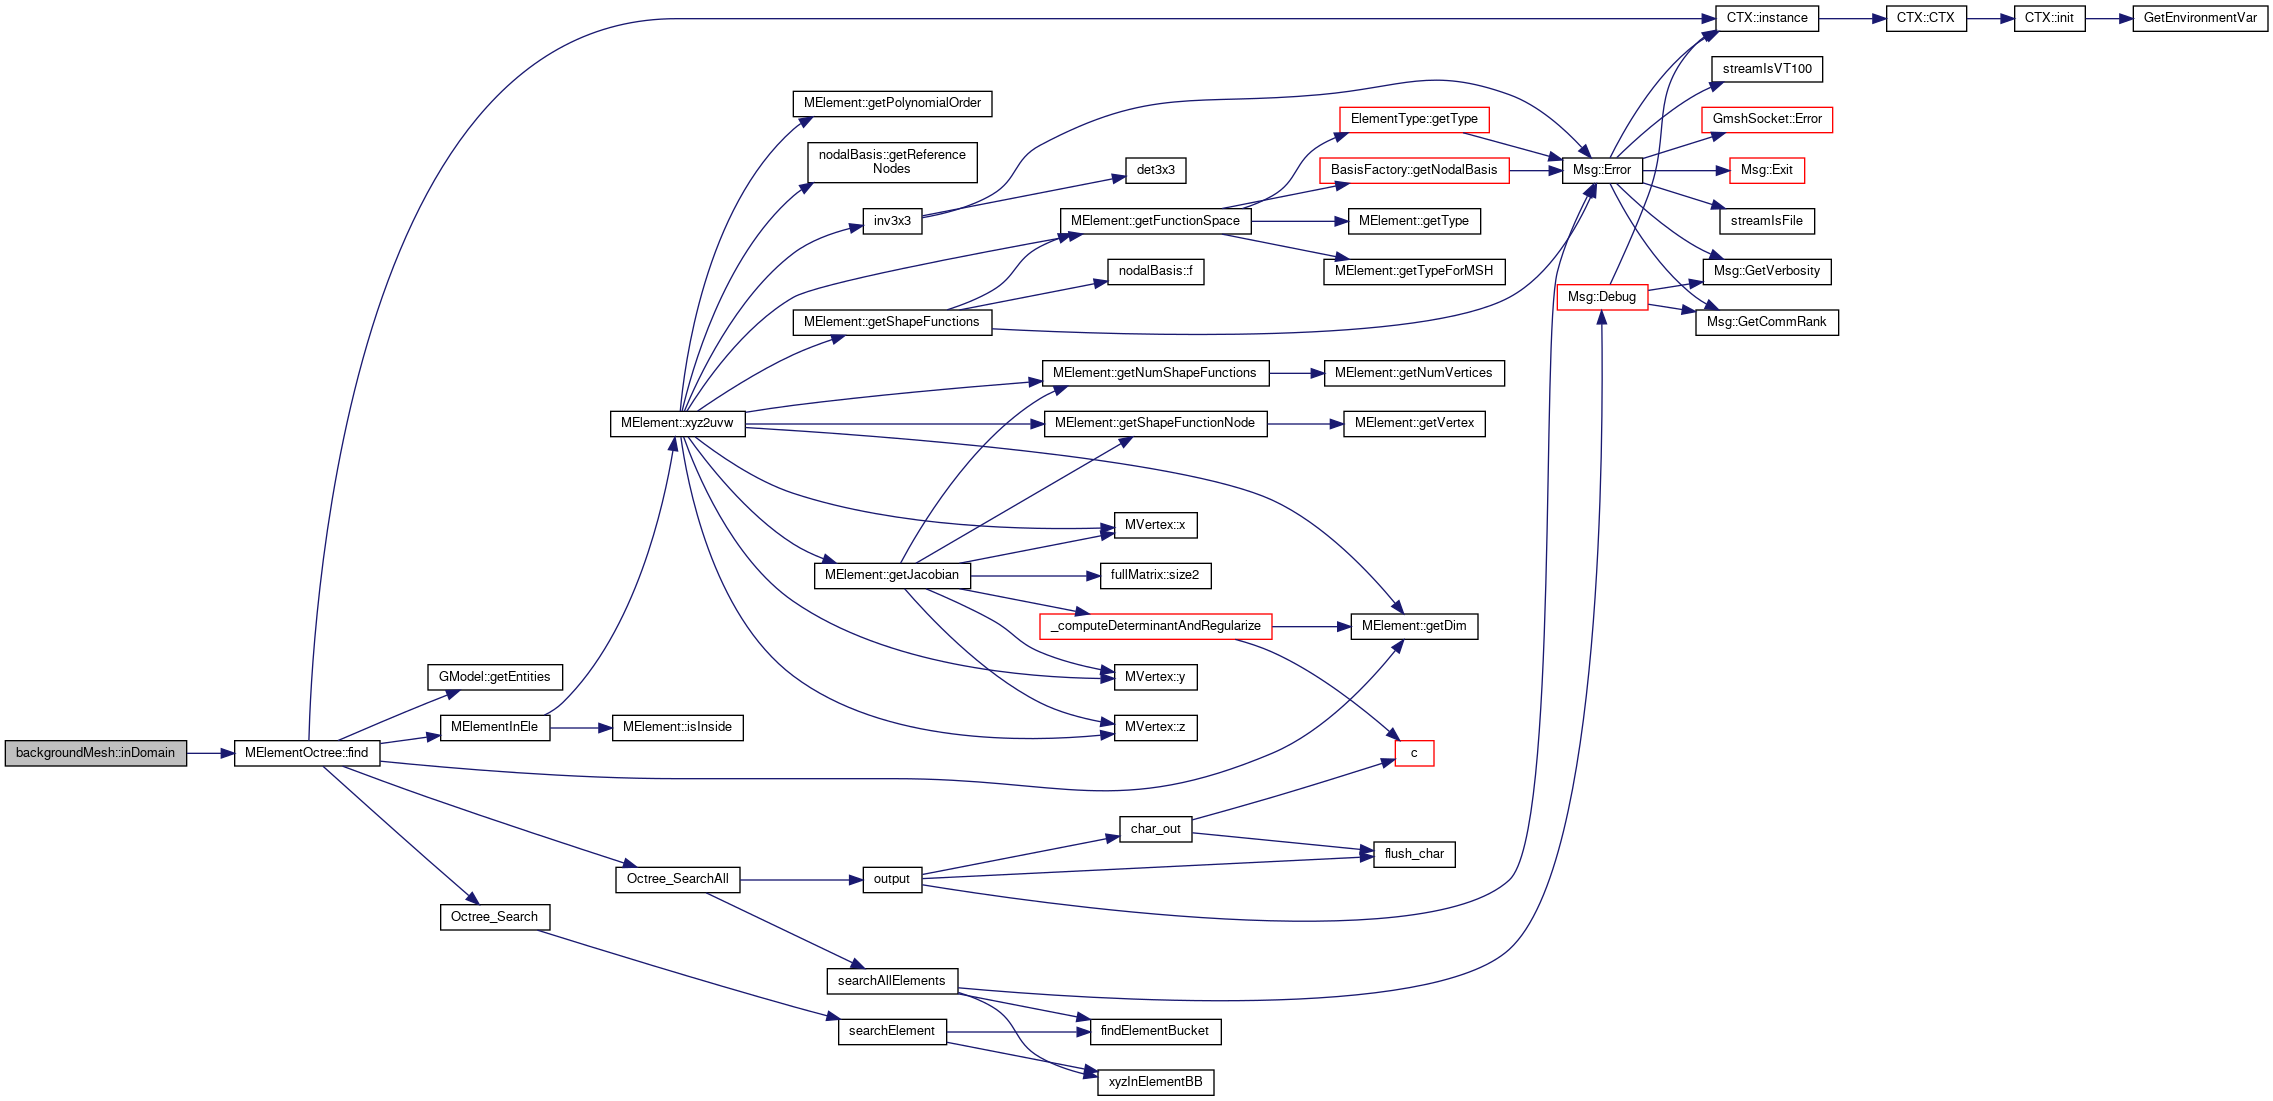 CTX::instance
CTX::CTX
CTX::init
GetEnvironmentVar
streamIsVT100
MElement::getPolynomialOrder
ElementType::getType
GmshSocket::Error
nodalBasis::getReference
Nodes
det3x3
BasisFactory::getNodalBasis
Msg::Error
Msg::Exit
inv3x3
MElement::getFunctionSpace
MElement::getType
streamIsFile
nodalBasis::f
MElement::getTypeForMSH
Msg::GetVerbosity
Msg::Debug
MElement::getShapeFunctions
Msg::GetCommRank
MElement::getNumShapeFunctions
MElement::getNumVertices
MElement::xyz2uvw
MElement::getShapeFunctionNode
MElement::getVertex
MVertex::x
MElement::getJacobian
fullMatrix::size2
_computeDeterminantAndRegularize
MElement::getDim
GModel::getEntities
MVertex::y
MElementInEle
MElement::isInside
MVertex::z
backgroundMesh::inDomain
MElementOctree::find
c
char_out
flush_char
Octree_SearchAll
output
Octree_Search
searchAllElements
searchElement
findElementBucket
xyzInElementBB